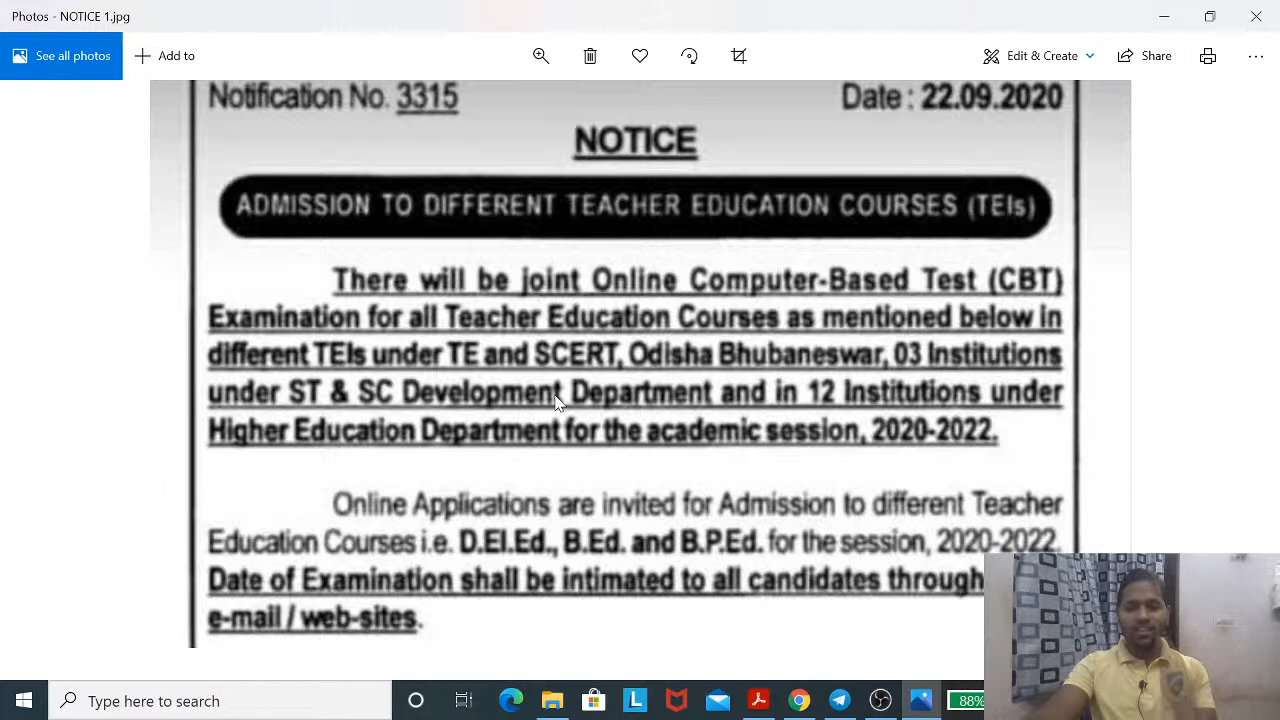 Photos - NOTICE 1.jpg
See all photos
Add to
Edit & Create
Share
Notification No. 3315
Date : 22.09.2020
NOTICE
ADMISSION TO DIFFERENT TEACHER EDUCATION COURSES (TEIs)
There will be joint Online Computer-Based Test (CBT)
Examination for all Teacher Education Courses as mentioned below in
different TEIs under TE and SCERT, Odisha Bhubaneswar, 03 Institutions
under ST & SC Development Department and in 12 Institutions under
Higher Education Department for the academic session, 2020-2022.
Online Applications are invited for Admission to different Teacher
Education Courses i.e. D.El.Ed., B.Ed. and B.P.Ed. for the session, 2020-2022.
Date of Examination shall be intimated to all candidates through
e-mail / web-sites.
Type here to search
L
88%